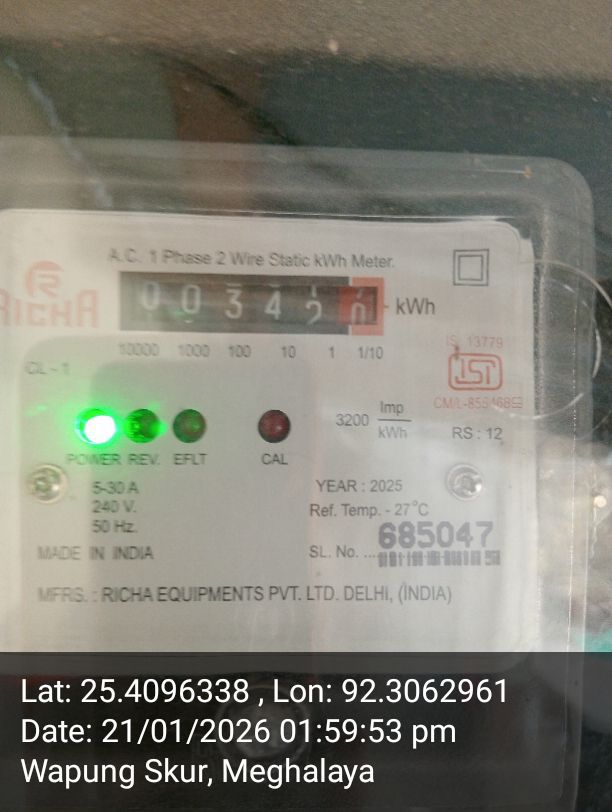 A.C. 1 Phase 2 Wire Static kWh Meter.
RICHA
0 0 3 4 kWh
10000 1000 100 10 1 1/10
IS 13779
CL - 1
ISI
3200 Imp/kWh
RS : 12
POWER REV. EFLT CAL
5-30 A
240 V.
50 Hz.
YEAR : 2025
Ref. Temp. - 27°C
685047
MADE IN INDIA
SL. No. ...
MFRS. : RICHA EQUIPMENTS PVT. LTD. DELHI, (INDIA)
Lat: 25.4096338 , Lon: 92.3062961
Date: 21/01/2026 01:59:53 pm
Wapung Skur, Meghalaya